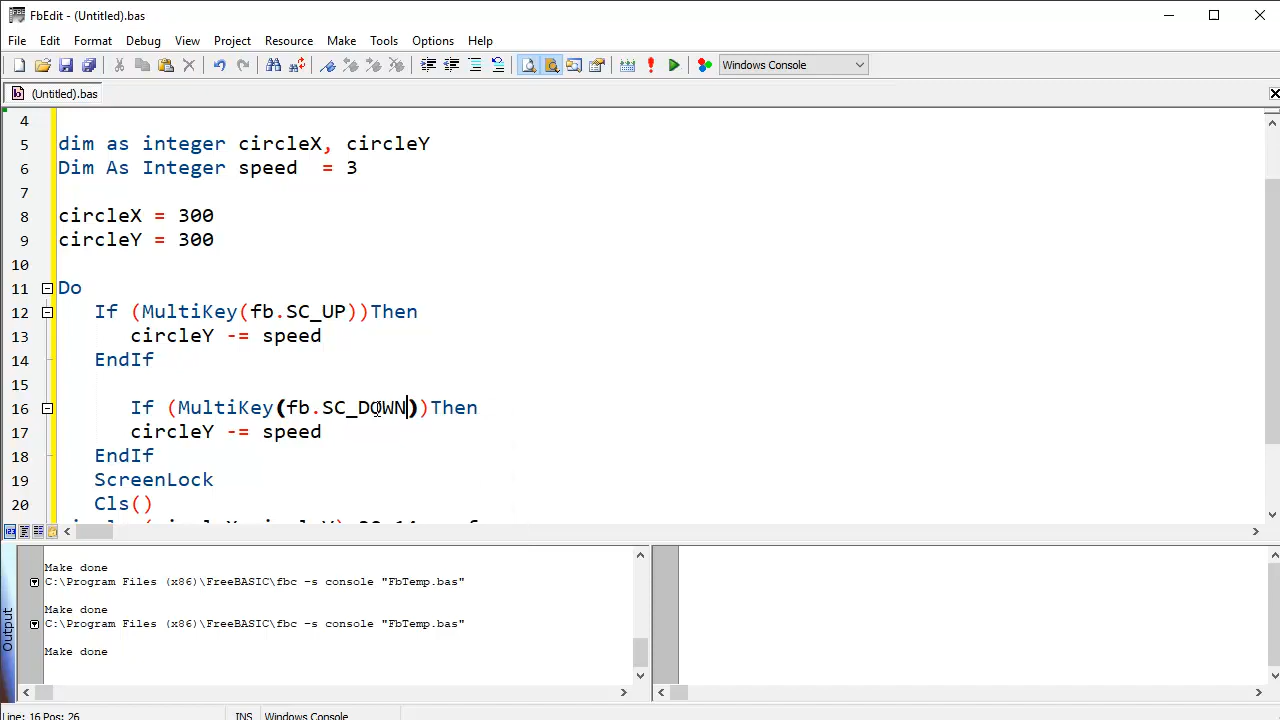 FbEdit - (Untitled).bas
File Edit Format Debug View Project Resource Make Tools Options Help
Windows Console
(Untitled).bas
4
5 dim as integer circleX, circleY
6 Dim As Integer speed  = 3
7
8 circleX = 300
9 circleY = 300
10
11 Do
12 If (MultiKey(fb.SC_UP))Then
13 circleY -= speed
14 EndIf
15
16 If (MultiKey(fb.SC_DOWN))Then
17 circleY -= speed
18 EndIf
19 ScreenLock
20 Cls()
Output
Make done
C:\Program Files (x86)\FreeBASIC\fbc -s console "FbTemp.bas"
Make done
C:\Program Files (x86)\FreeBASIC\fbc -s console "FbTemp.bas"
Make done
Line: 16 Pos: 26 INS Windows Console